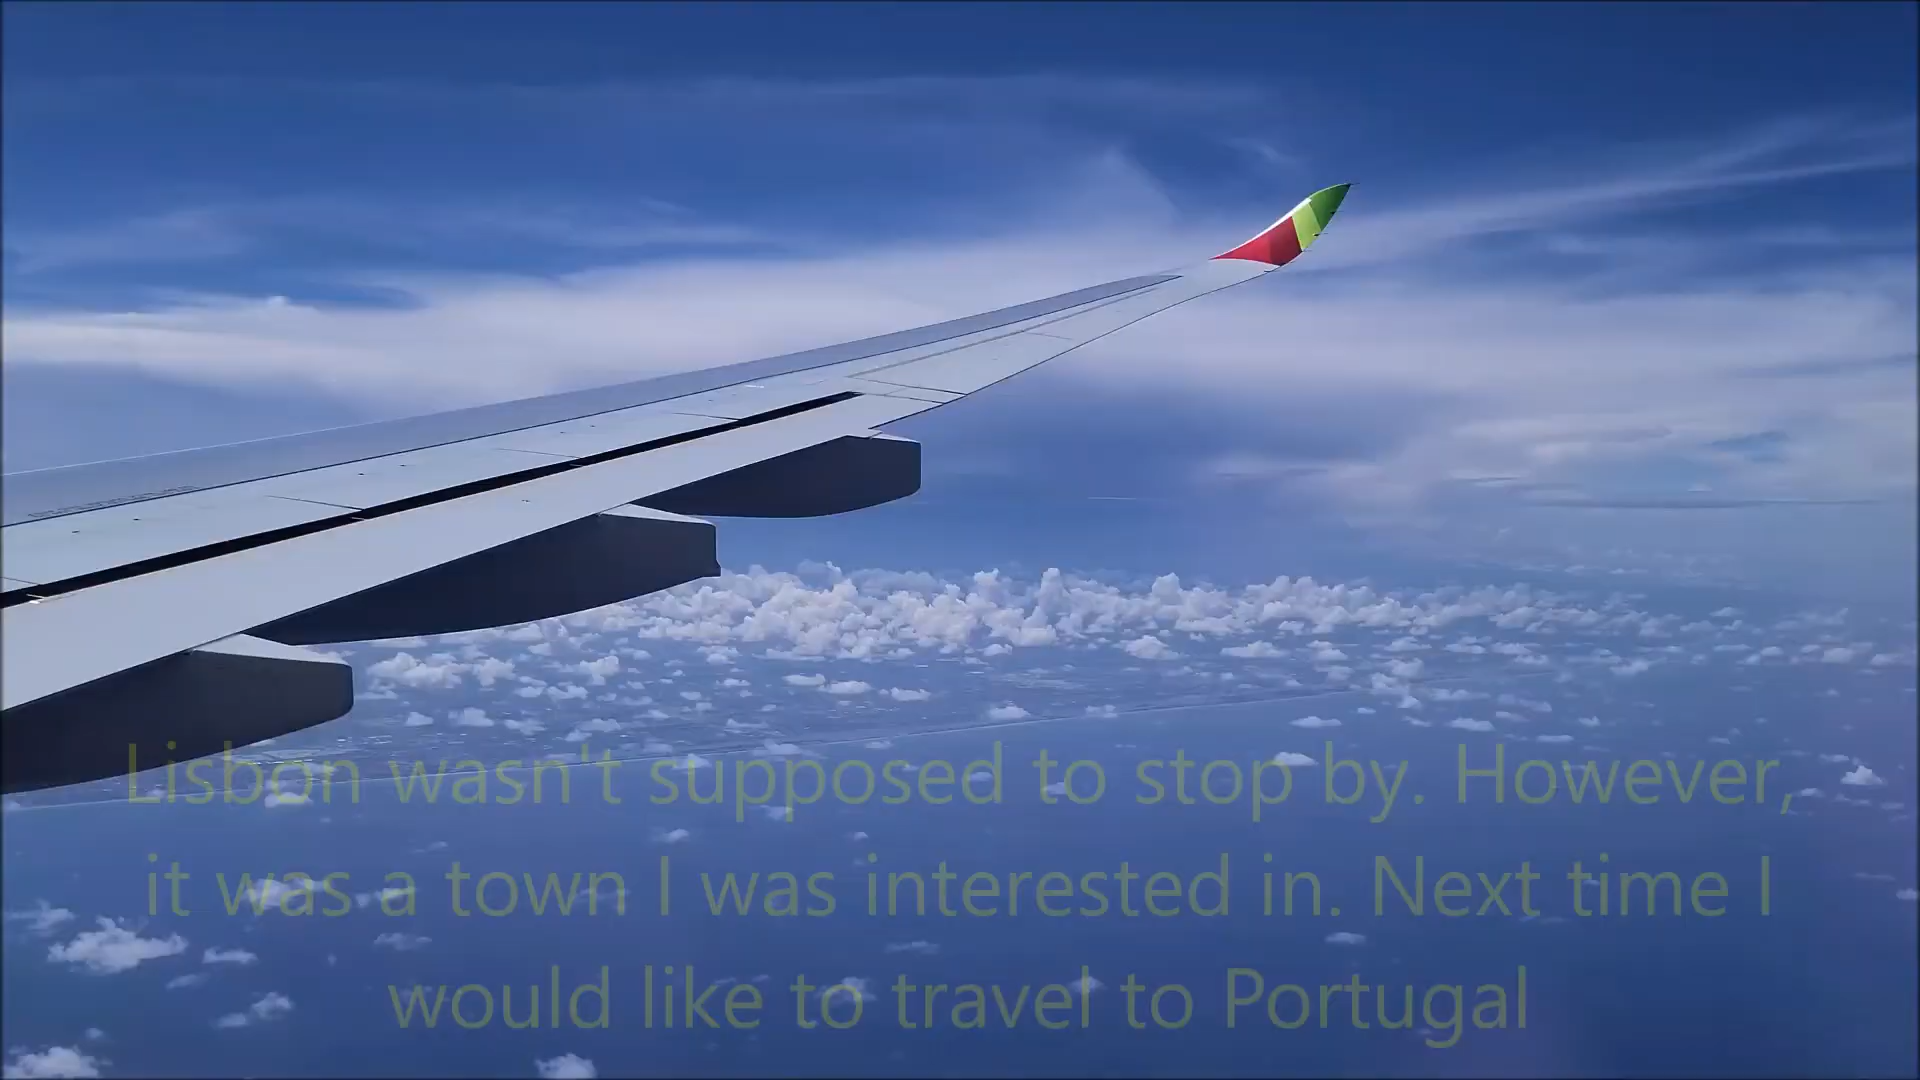 Lisbon wasn't supposed to stop by. However,
it was a town I was interested in. Next time I
would like to travel to Portugal